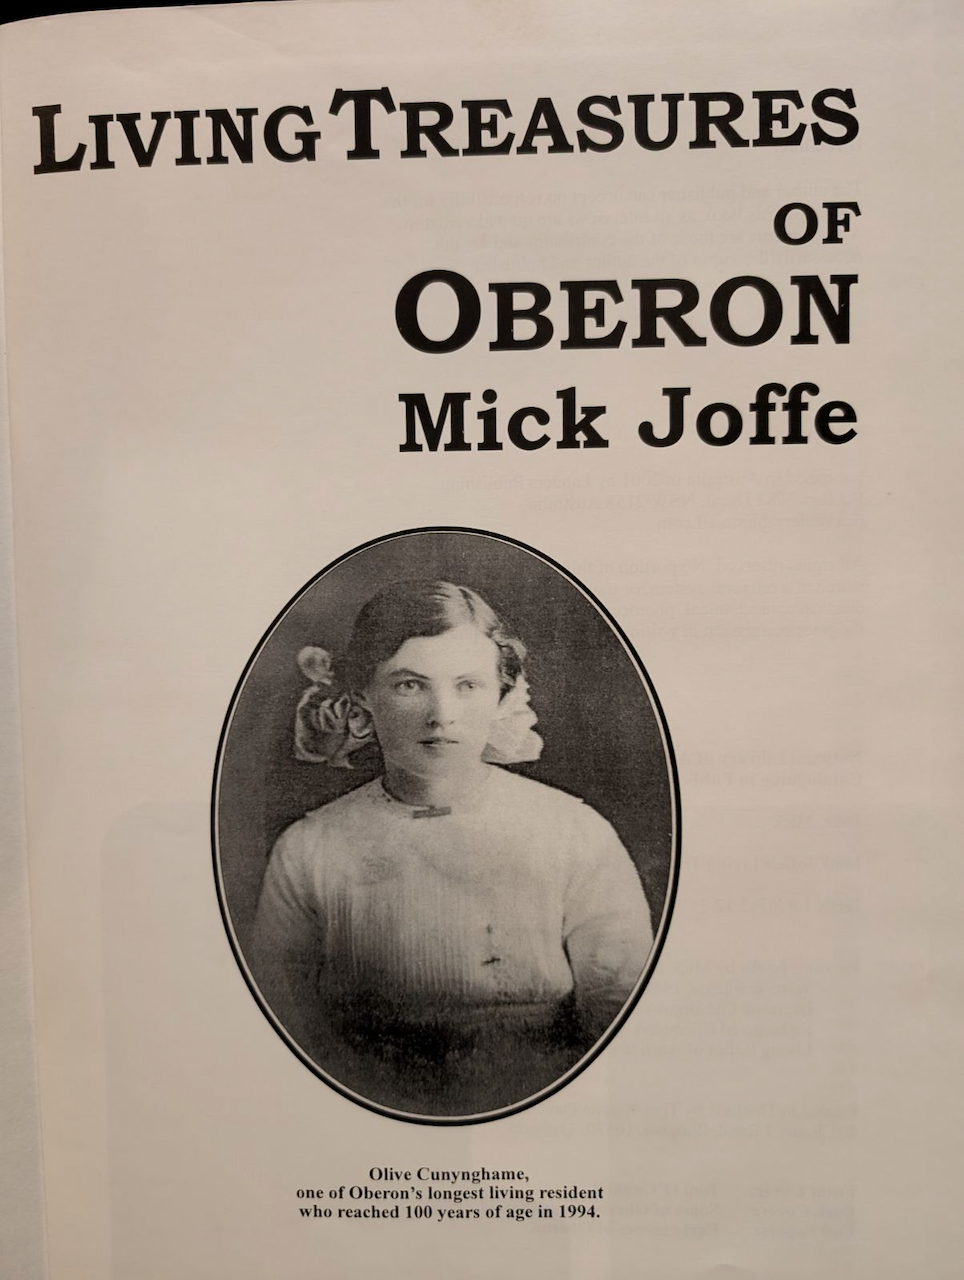 LIVING TREASURES
OF
OBERON
Mick Joffe
Olive Cunynghame,
one of Oberon's longest living resident
who reached 100 years of age in 1994.